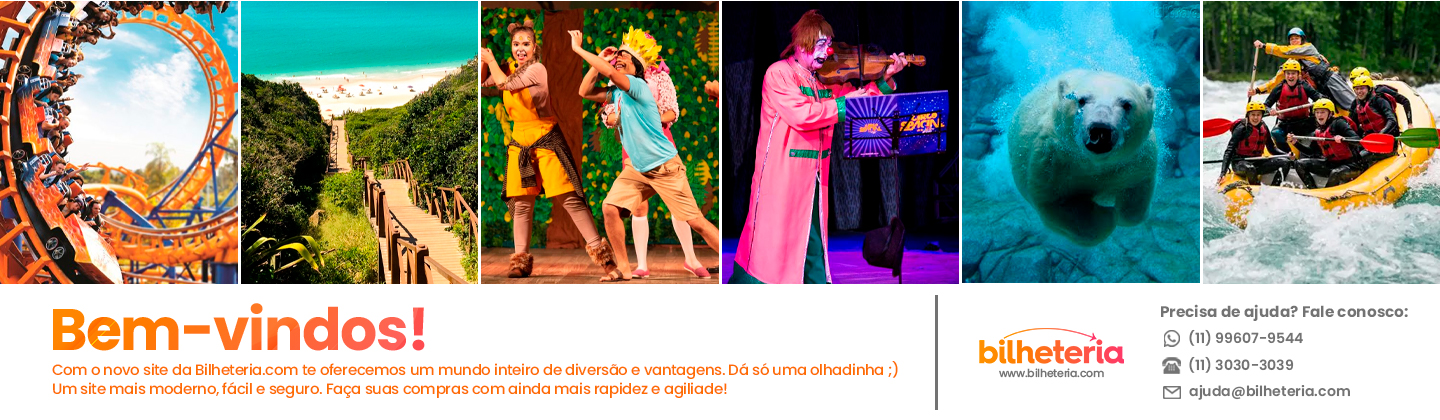 Bem-vindos!
Com o novo site da Bilheteria.com te oferecemos um mundo inteiro de diversão e vantagens. Dá só uma olhadinha ;)
Um site mais moderno, fácil e seguro. Faça suas compras com ainda mais rapidez e agiliade!
bilheteria
www.bilheteria.com
Precisa de ajuda? Fale conosco:
(11) 99607-9544
(11) 3030-3039
ajuda@bilheteria.com